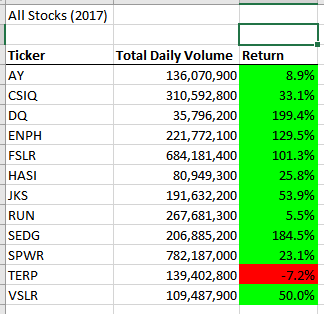 All Stocks (2017)
Ticker Total Daily Volume Return
AY 136,070,900 8.9%
CSIQ 310,592,800 33.1%
DQ 35,796,200 199.4%
ENPH 221,772,100 129.5%
FSLR 684,181,400 101.3%
HASI 80,949,300 25.8%
JKS 191,632,200 53.9%
RUN 267,681,300 5.5%
SEDG 206,885,200 184.5%
SPWR 782,187,000 23.1%
TERP 139,402,800 -7.2%
VSLR 109,487,900 50.0%